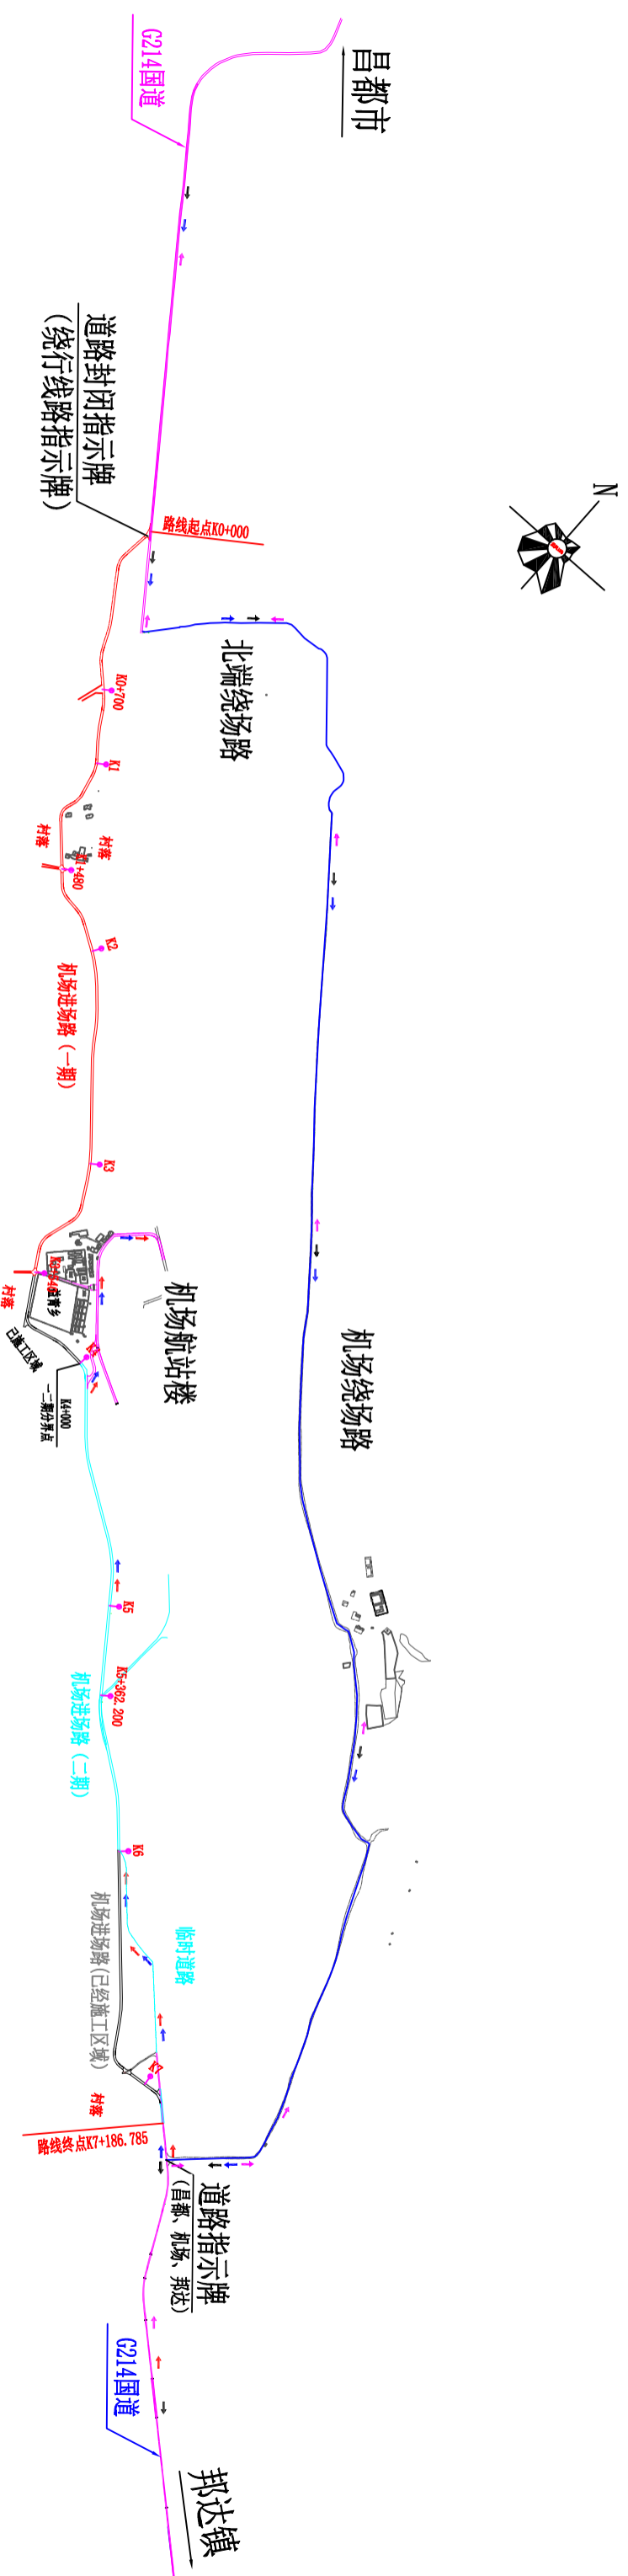 昌都市
G214国道
N
道路封闭指示牌
(绕行线路指示牌)
路线起点K0+000
北端绕场路
K0+700
K1
村落
村落
K1+480
K2
机场进场路（一期）
K3
机场航站楼
机场绕场路
益青乡
村落
已施工区域
K4
K4+000
一二期分界点
K5
K5+362.200
机场进场路（二期）
K6
机场进场路(已经施工区域)
临时道路
K7
村落
路线终点K7+186.785
道路指示牌
(昌都、机场、邦达)
G214国道
邦达镇